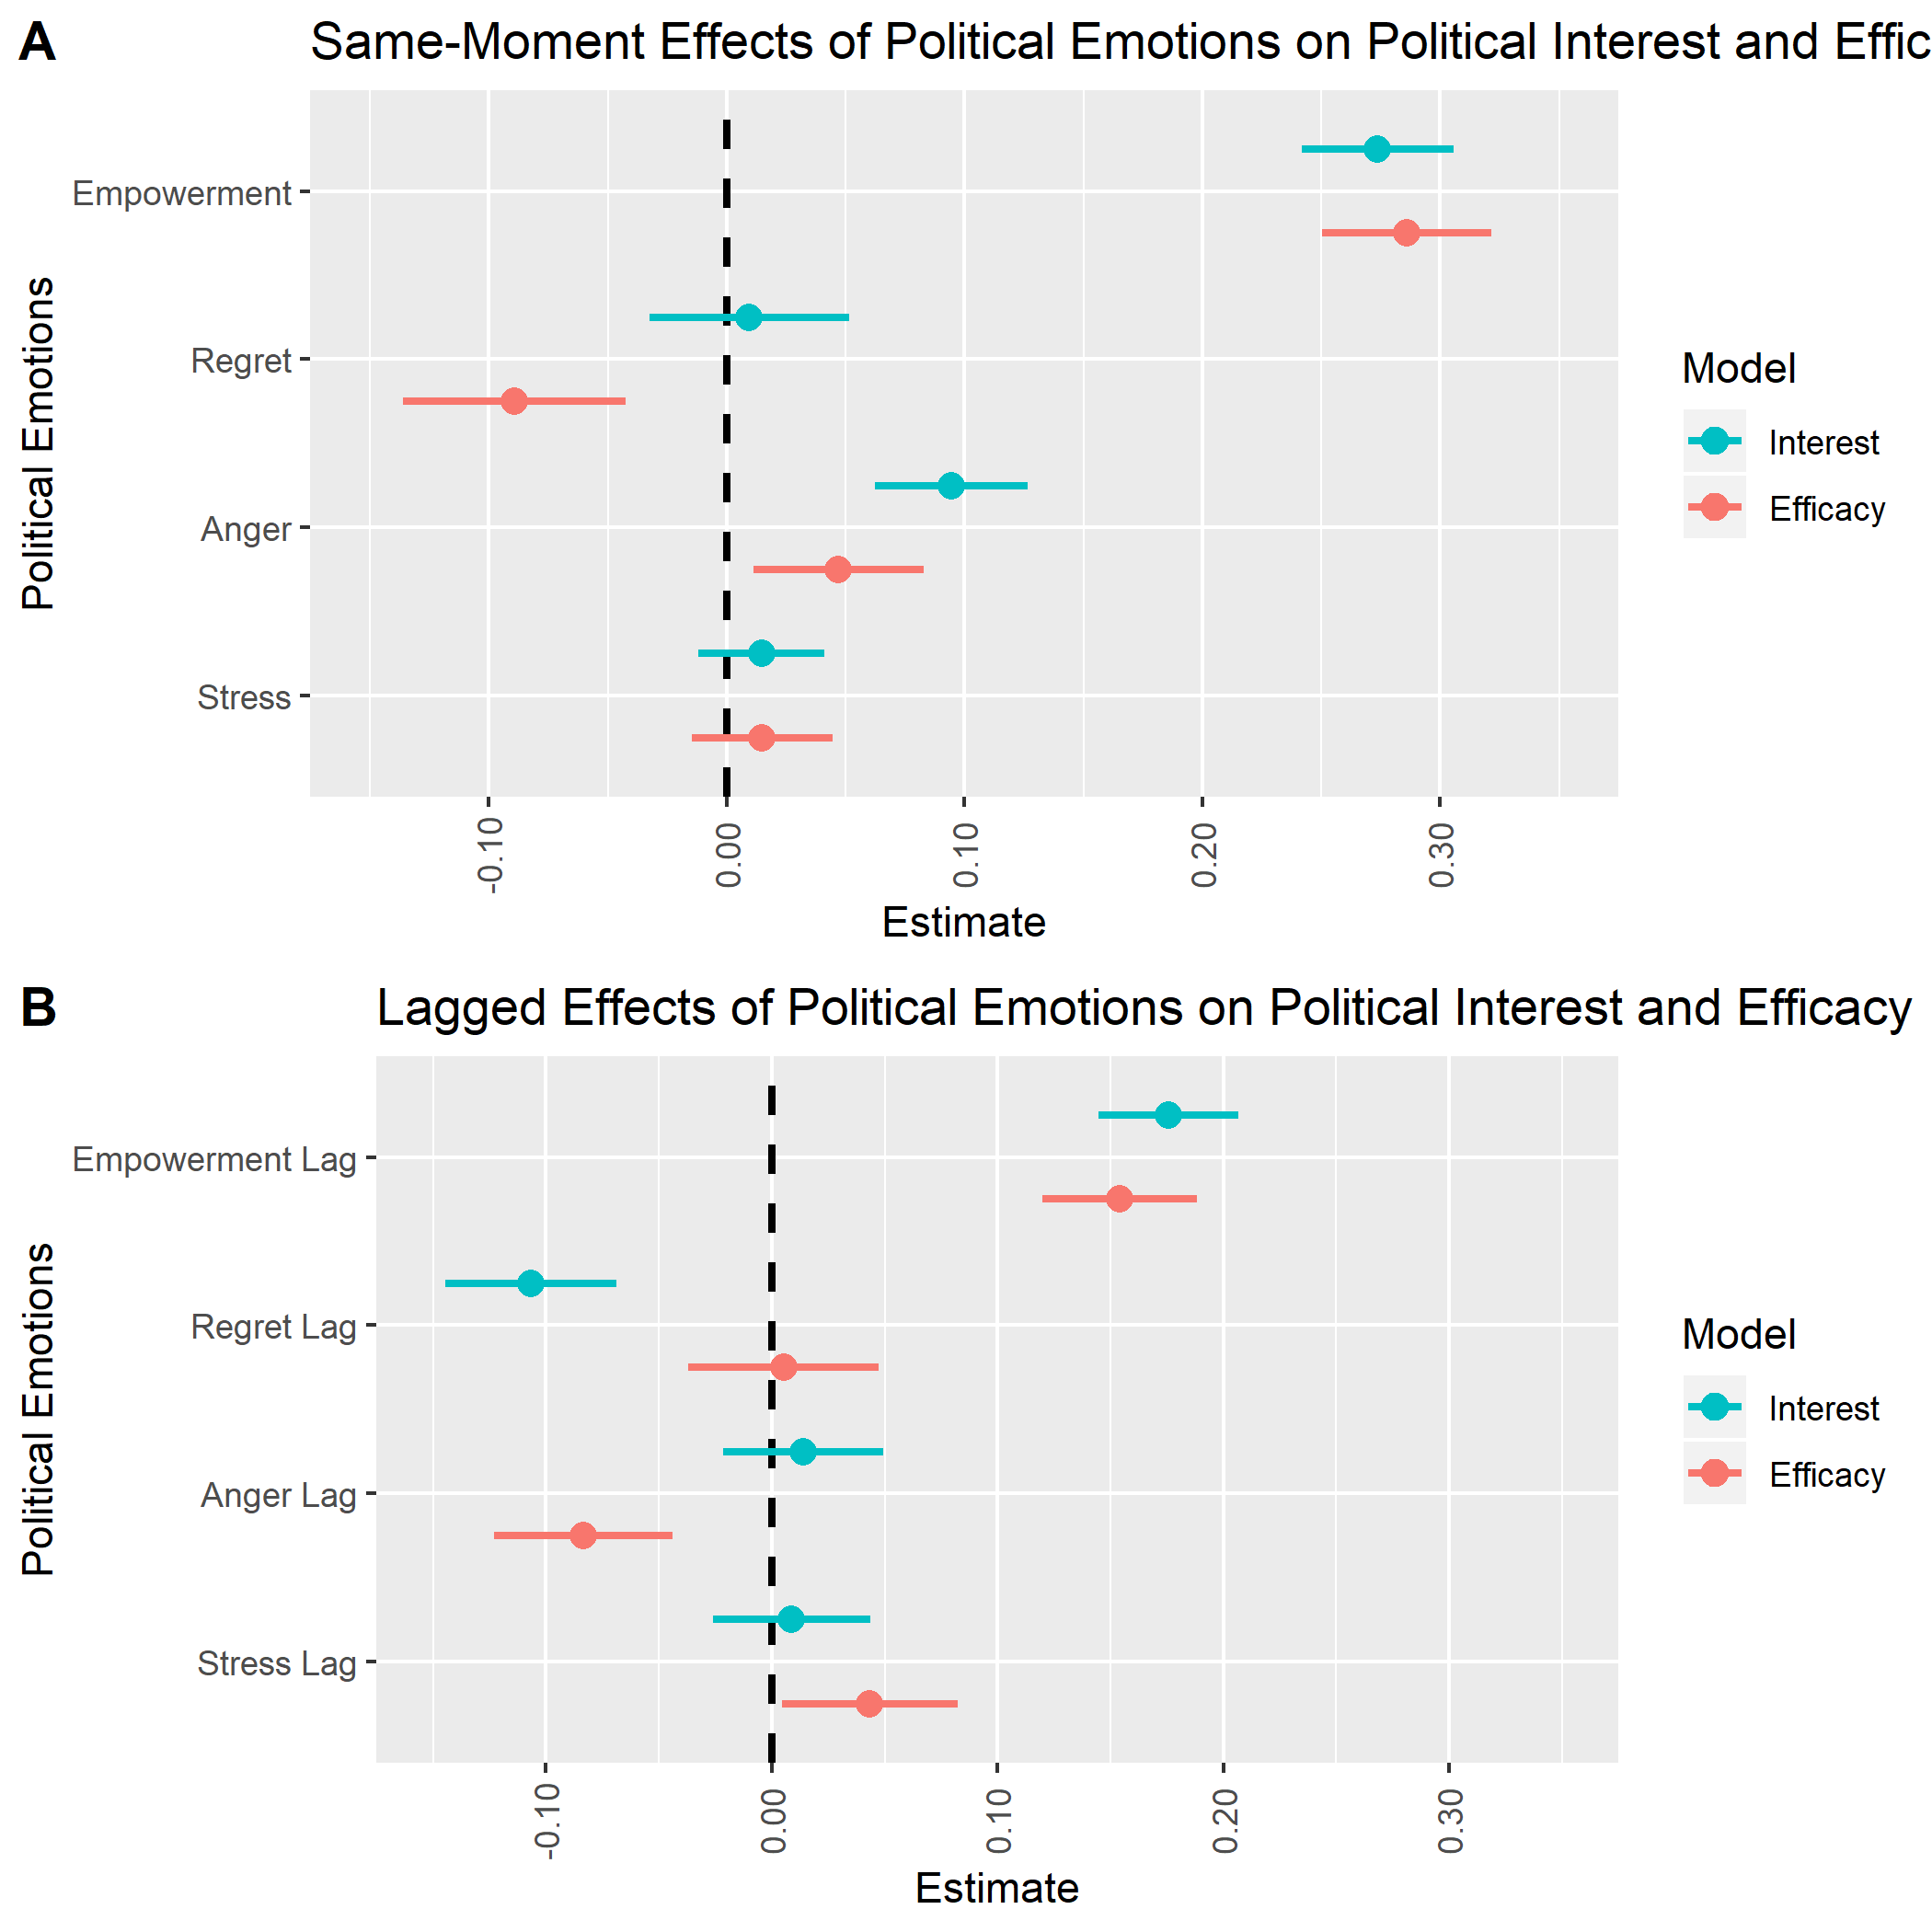 A
Same-Moment Effects of Political Emotions on Political Interest and Effic
Political Emotions
Empowerment
Regret
Anger
Stress
-0.10
0.00
0.10
0.20
0.30
Estimate
Model
Interest
Efficacy
B
Lagged Effects of Political Emotions on Political Interest and Efficacy
Political Emotions
Empowerment Lag
Regret Lag
Anger Lag
Stress Lag
-0.10
0.00
0.10
0.20
0.30
Estimate
Model
Interest
Efficacy